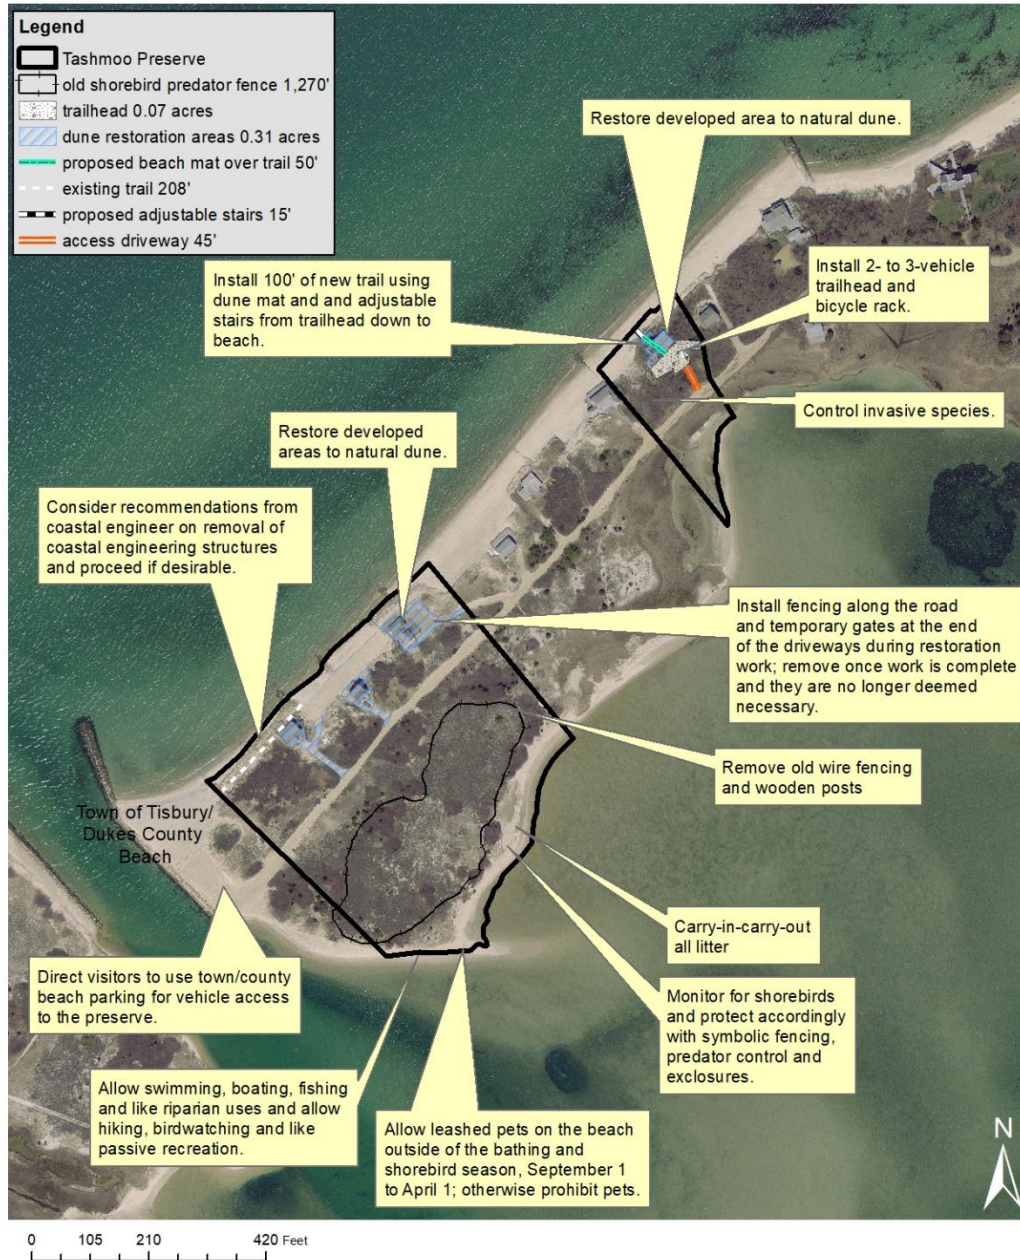 Legend
Tashmoo Preserve
old shorebird predator fence 1,270'
trailhead 0.07 acres
dune restoration areas 0.31 acres
proposed beach mat over trail 50'
existing trail 208'
proposed adjustable stairs 15'
access driveway 45'
Restore developed area to natural dune.
Install 100' of new trail using
dune mat and and adjustable
stairs from trailhead down to
beach.
Install 2- to 3-vehicle
trailhead and
bicycle rack.
Control invasive species.
Restore developed
areas to natural dune.
Consider recommendations from
coastal engineer on removal of
coastal engineering structures
and proceed if desirable.
Install fencing along the road
and temporary gates at the end
of the driveways during restoration
work; remove once work is complete
and they are no longer deemed
necessary.
Remove old wire fencing
and wooden posts
Town of Tisbury/
Dukes County
Beach
Carry-in-carry-out
all litter
Direct visitors to use town/county
beach parking for vehicle access
to the preserve.
Monitor for shorebirds
and protect accordingly
with symbolic fencing,
predator control and
exclosures.
Allow swimming, boating, fishing
and like riparian uses and allow
hiking, birdwatching and like
passive recreation.
Allow leashed pets on the beach
outside of the bathing and
shorebird season, September 1
to April 1; otherwise prohibit pets.
N
0 105 210 420 Feet